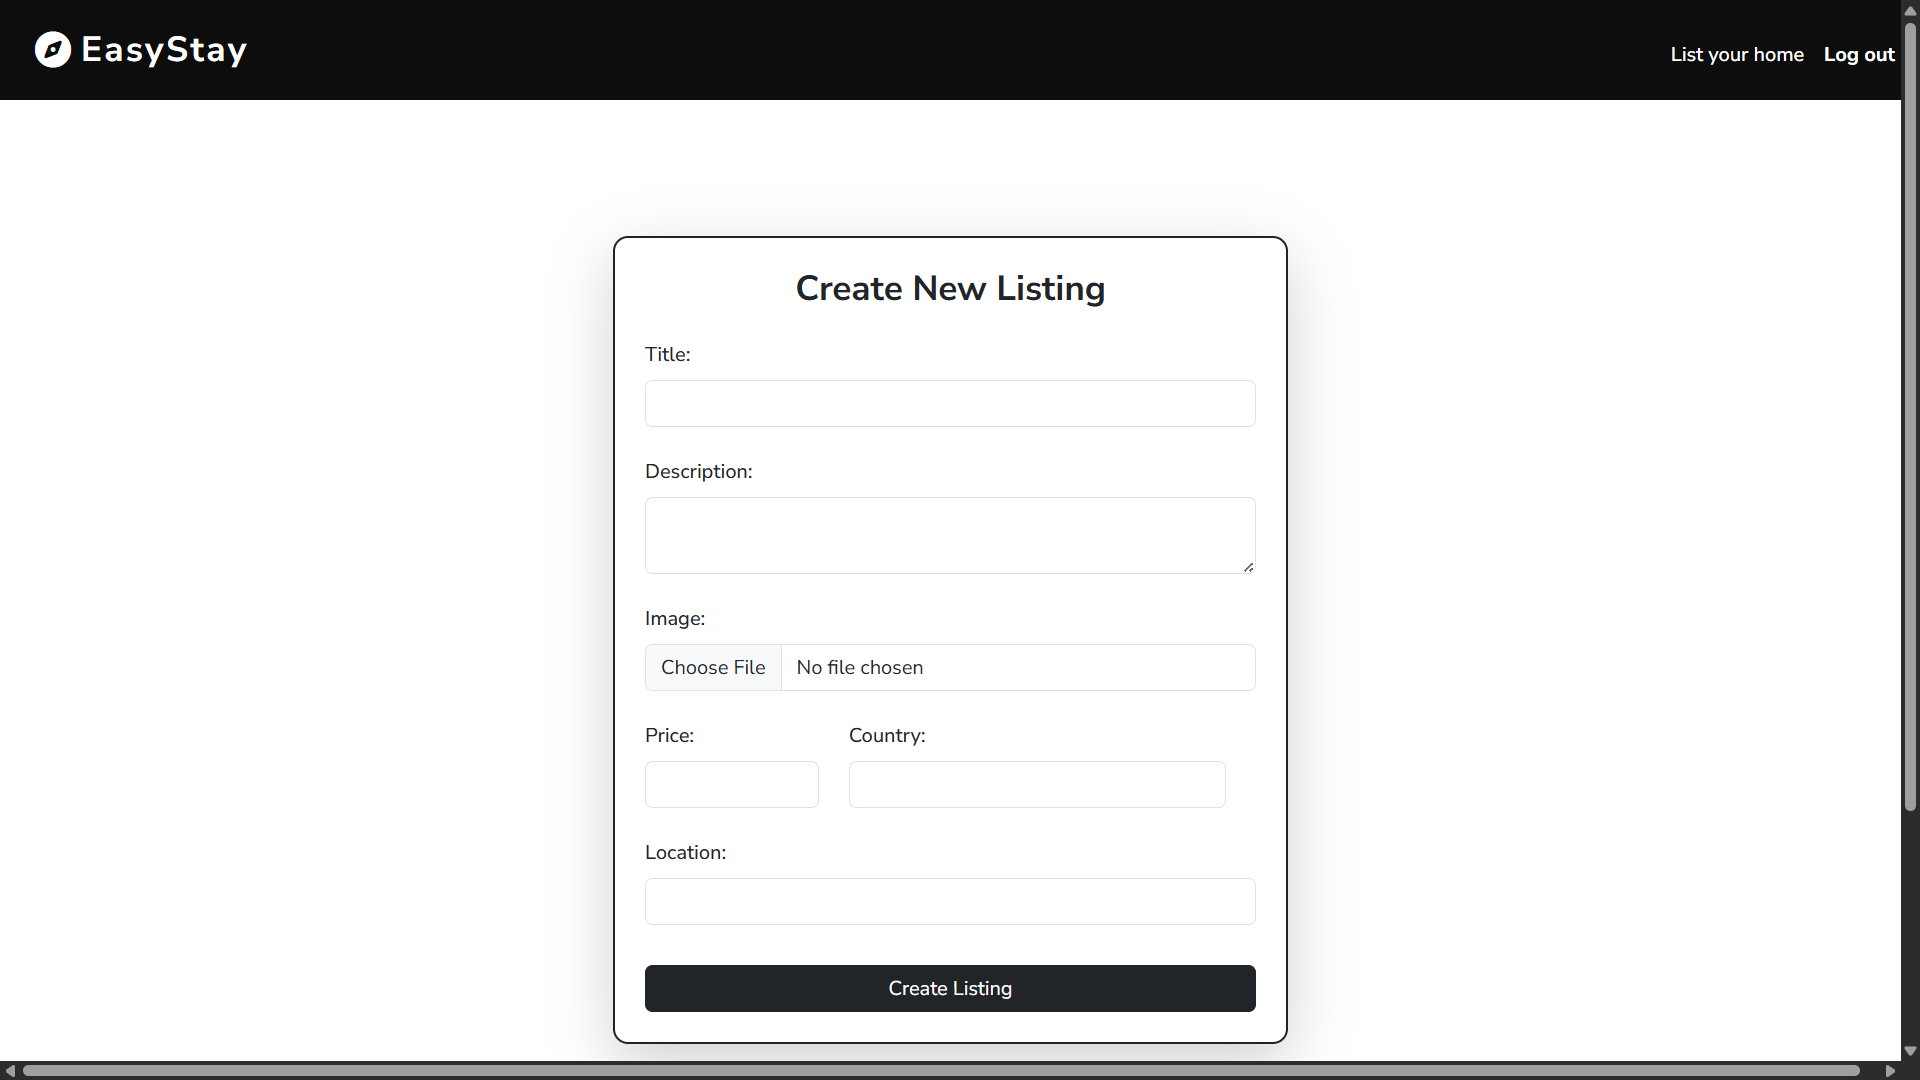 EasyStay
List your home Log out
Create New Listing
Title:
Description:
Image:
Choose File No file chosen
Price: Country:
Location:
Create Listing